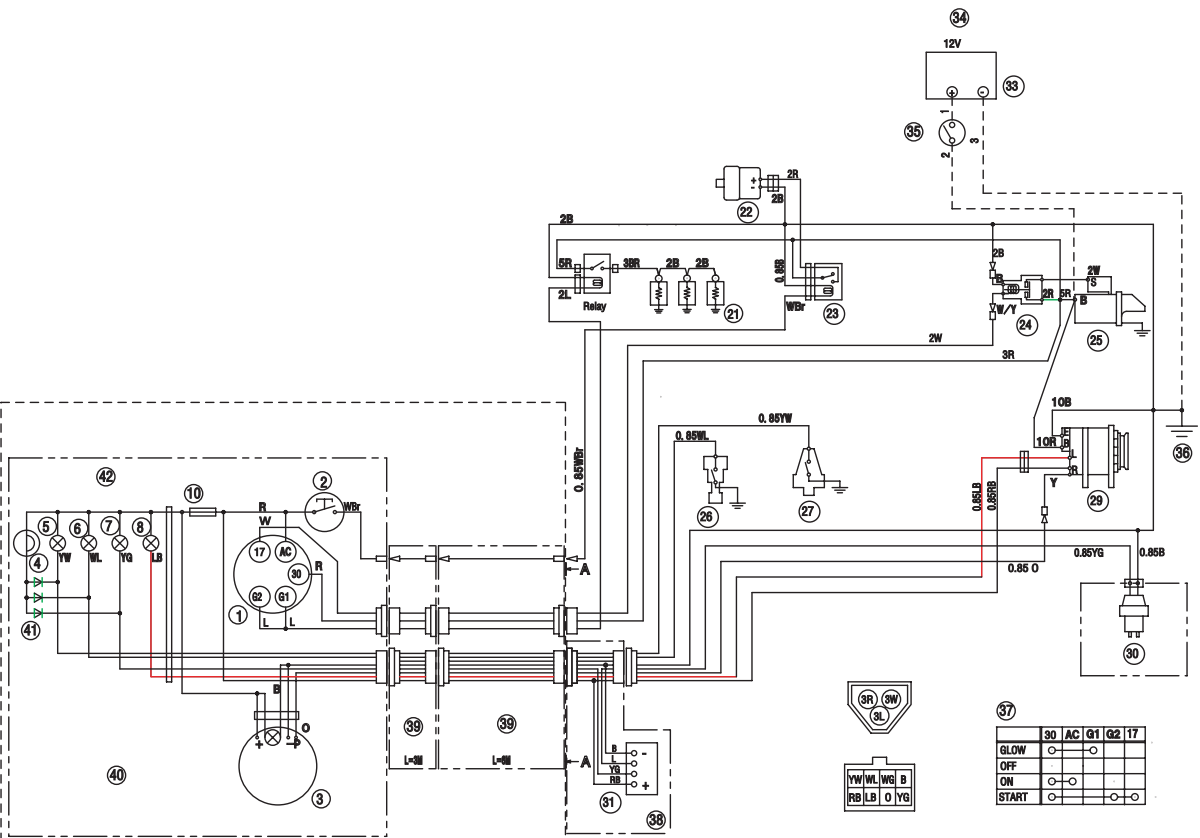 34
12V
+ -
33
35
1
2
3
22
+
-
2R
2B
2B
5R
3BR
2B
2B
2L
Relay
21
0.85B
WBr
23
2B
B
W/Y
24
2R
5R
2W
S
B
25
2W
3R
10B
36
E
10R
B
L
R
Y
29
0.85LB
0.85RB
0.85YW
0.85WL
0.85WBr
26
27
0.85YG
0.85B
0.85 O
30
42
10
2
R
W
WBr
5
6
7
8
4
YW
WL
YG
LB
17
AC
30
R
G2
G1
1
L
L
41
A
B
O
+
P
3
39
39
L=3M
L=6M
A
40
B -
L
YG
RB +
31
38
3R 3W
3L
YW WL WG B
RB LB O YG
37
30 AC G1 G2 17
GLOW
OFF
ON
START